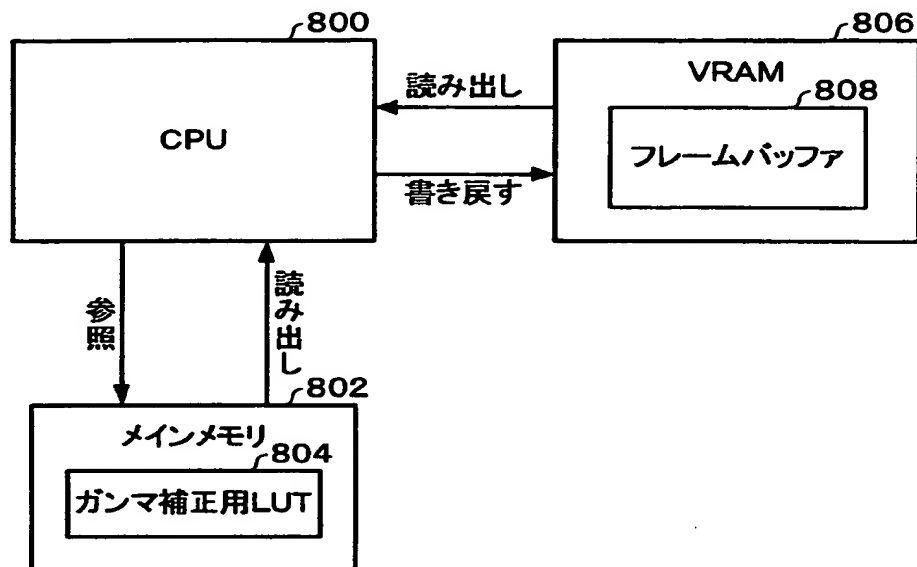 800
CPU
806
VRAM
808
フレームバッファ
読み出し
書き戻す
参照
読み出し
802
メインメモリ
804
ガンマ補正用LUT